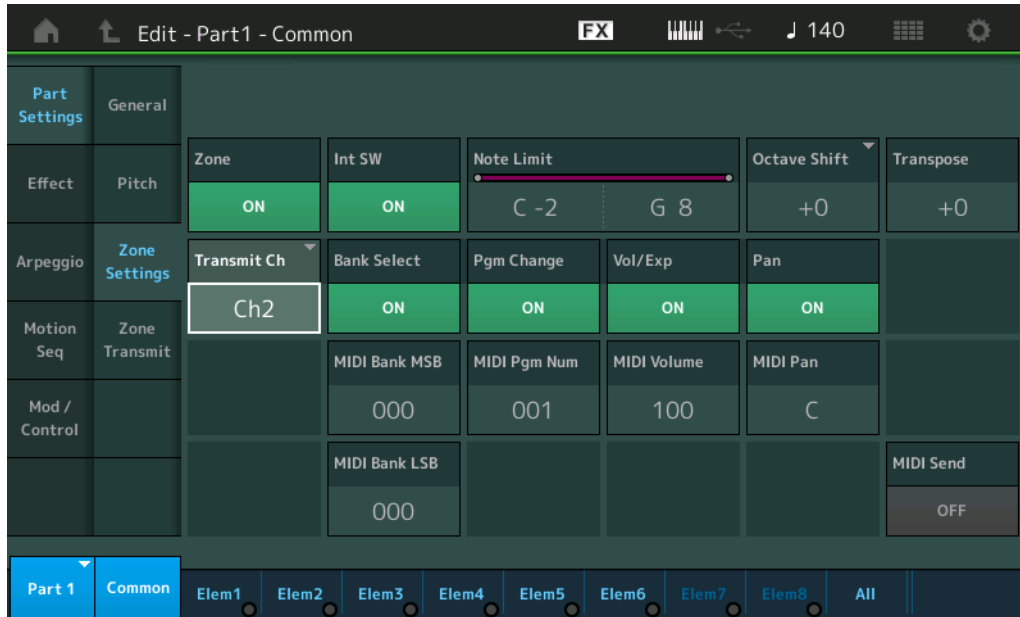 Edit - Part1 - Common
FX
♩ 140
Part
Settings
General
Zone
Int SW
Note Limit
Octave Shift
Transpose
Effect
Pitch
ON
ON
C -2
G 8
+0
+0
Arpeggio
Zone
Settings
Transmit Ch
Bank Select
Pgm Change
Vol/Exp
Pan
Ch2
ON
ON
ON
ON
Motion
Seq
Zone
Transmit
MIDI Bank MSB
MIDI Pgm Num
MIDI Volume
MIDI Pan
000
001
100
C
Mod /
Control
MIDI Bank LSB
MIDI Send
000
OFF
Part 1
Common
Elem1
Elem2
Elem3
Elem4
Elem5
Elem6
Elem7
Elem8
All